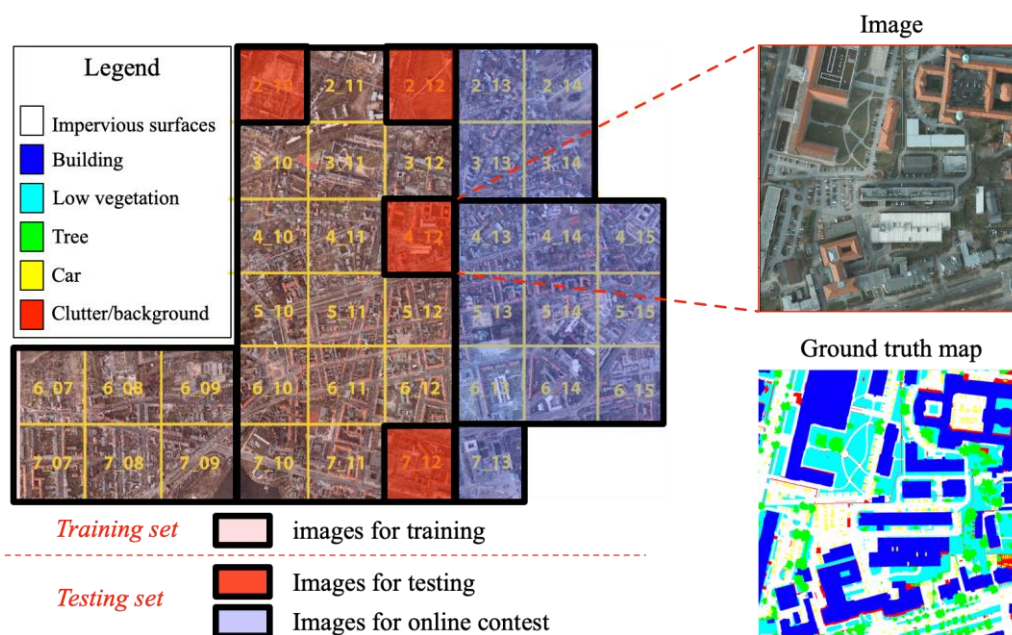 Image
Legend
Impervious surfaces
Building
Low vegetation
Tree
Car
Clutter/background
2_10 2_11 2_12 2_13 2_14
3_10 3_11 3_12 3_13 3_14
4_10 4_11 4_12 4_13 4_14 4_15
5_10 5_11 5_12 5_13 5_14 5_15
6_07 6_08 6_09 6_10 6_11 6_12 6_13 6_14 6_15
7_07 7_08 7_09 7_10 7_11 7_12 7_13
Ground truth map
Training set images for training
Testing set
Images for testing
Images for online contest